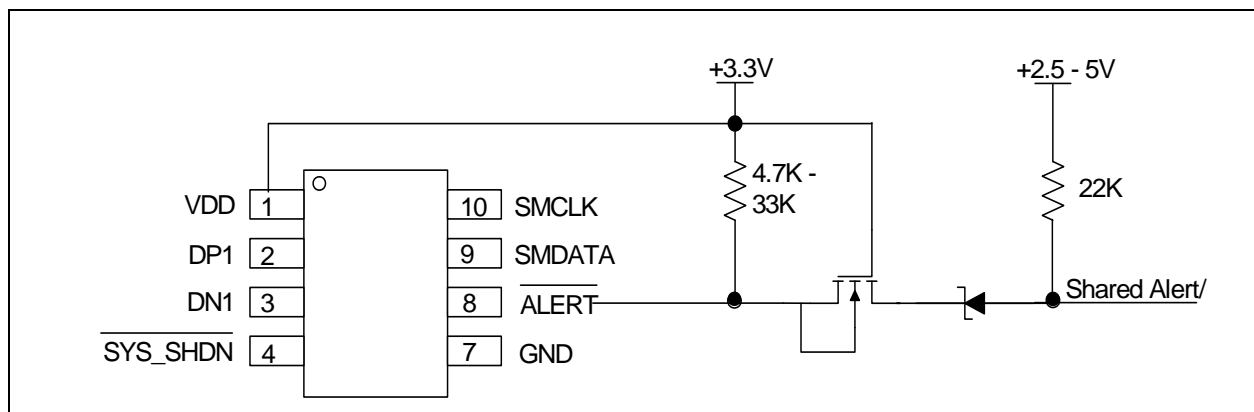 +3.3V
+2.5 - 5V
4.7K -
33K
22K
VDD 1 10 SMCLK
DP1 2 9 SMDATA
DN1 3 8 ALERT
SYS_SHDN 4 7 GND
Shared Alert/